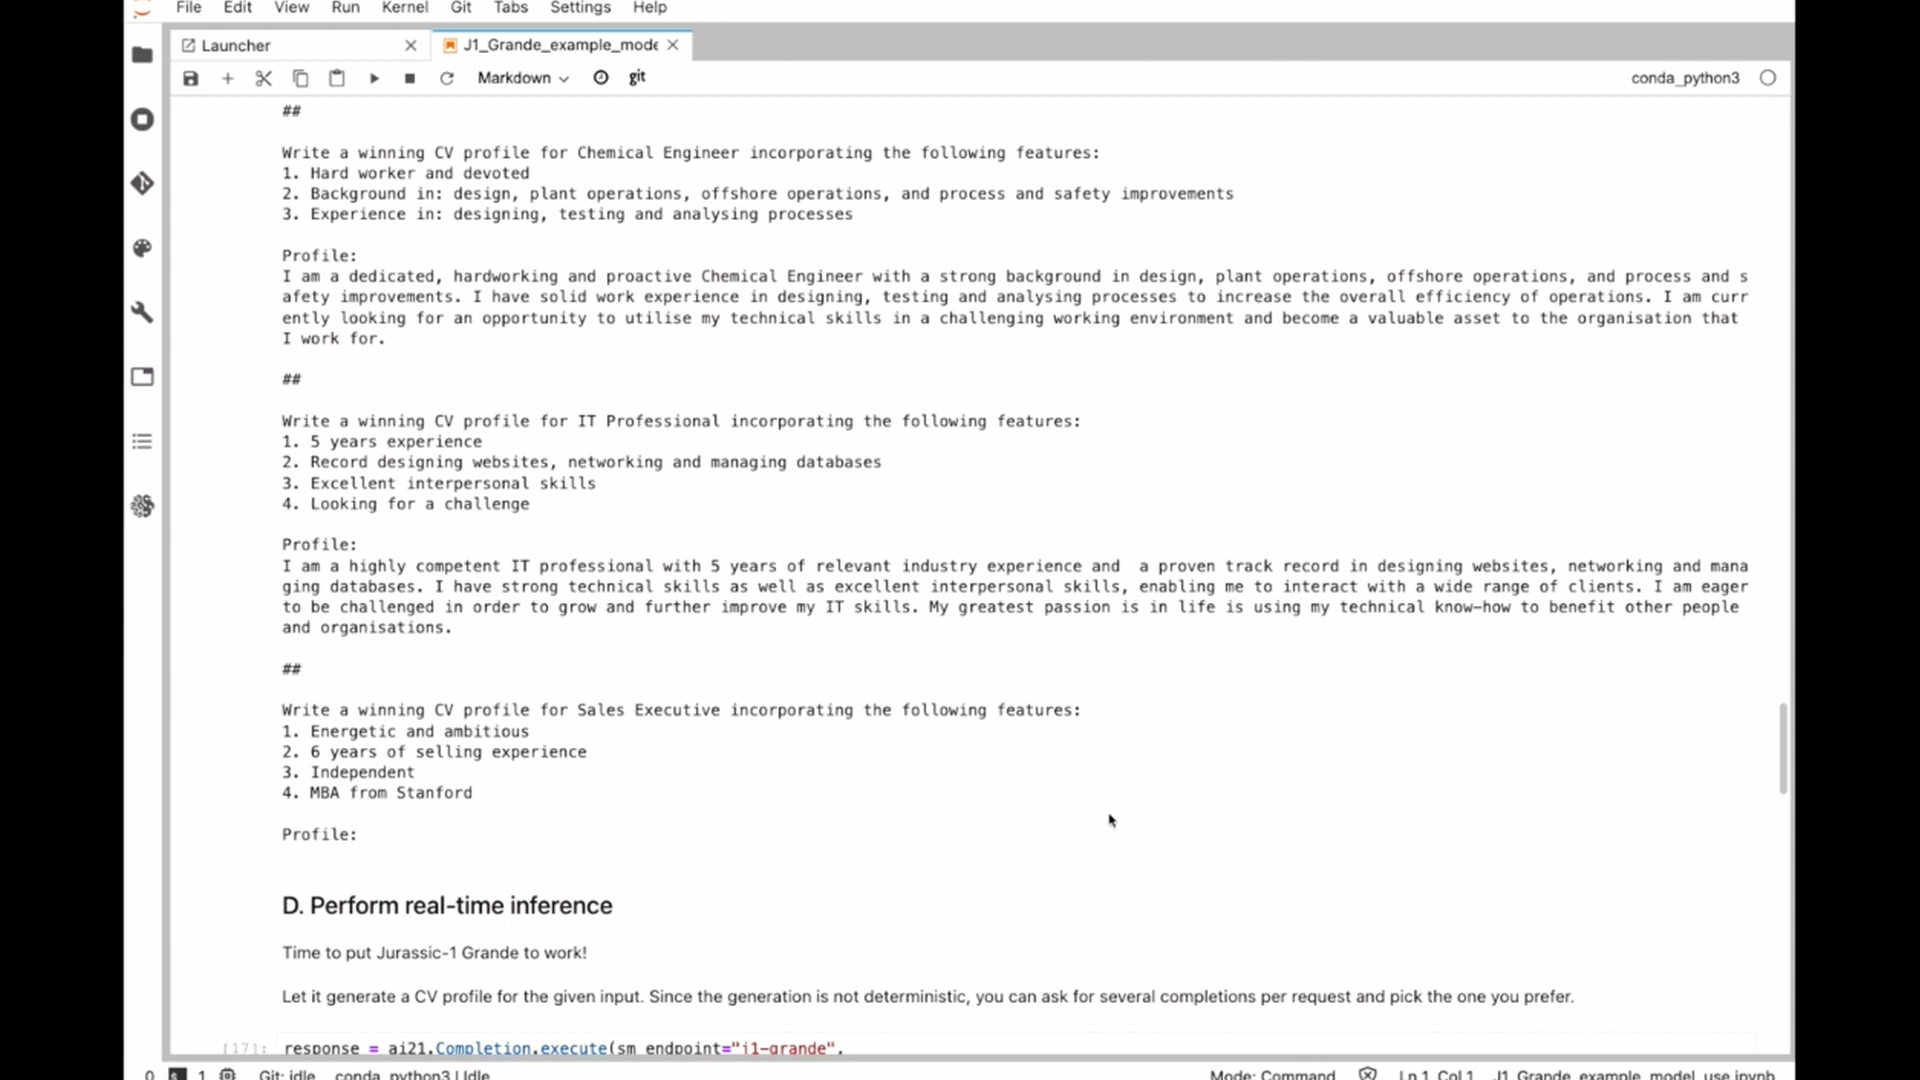 File Edit View Run Kernel Git Tabs Settings Help
Launcher J1_Grande_example_mode
Markdown git conda_python3
##
Write a winning CV profile for Chemical Engineer incorporating the following features:
1. Hard worker and devoted
2. Background in: design, plant operations, offshore operations, and process and safety improvements
3. Experience in: designing, testing and analysing processes
Profile:
I am a dedicated, hardworking and proactive Chemical Engineer with a strong background in design, plant operations, offshore operations, and process and s
afety improvements. I have solid work experience in designing, testing and analysing processes to increase the overall efficiency of operations. I am curr
ently looking for an opportunity to utilise my technical skills in a challenging working environment and become a valuable asset to the organisation that
I work for.
##
Write a winning CV profile for IT Professional incorporating the following features:
1. 5 years experience
2. Record designing websites, networking and managing databases
3. Excellent interpersonal skills
4. Looking for a challenge
Profile:
I am a highly competent IT professional with 5 years of relevant industry experience and  a proven track record in designing websites, networking and mana
ging databases. I have strong technical skills as well as excellent interpersonal skills, enabling me to interact with a wide range of clients. I am eager
to be challenged in order to grow and further improve my IT skills. My greatest passion is in life is using my technical know-how to benefit other people
and organisations.
##
Write a winning CV profile for Sales Executive incorporating the following features:
1. Energetic and ambitious
2. 6 years of selling experience
3. Independent
4. MBA from Stanford
Profile:
D. Perform real-time inference
Time to put Jurassic-1 Grande to work!
Let it generate a CV profile for the given input. Since the generation is not deterministic, you can ask for several completions per request and pick the one you prefer.
[17]: response = ai21.Completion.execute(sm_endpoint="j1-grande",
0 1 Git: idle conda_python3 | Idle Mode: Command Ln 1, Col 1 J1_Grande_example_model_use.ipynb